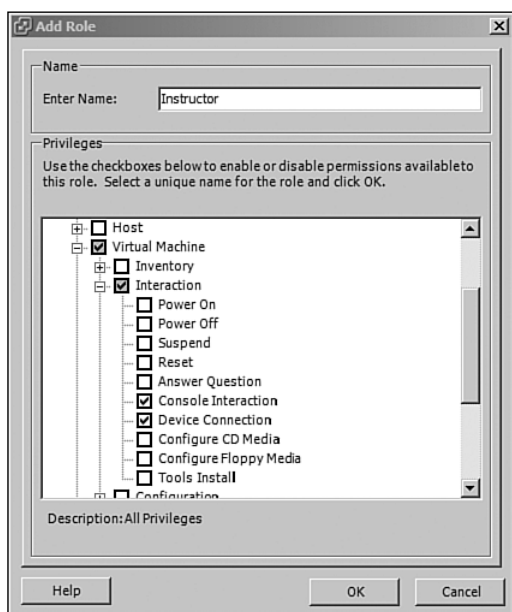 Add Role
Name
Enter Name: Instructor
Privileges
Use the checkboxes below to enable or disable permissions available to
this role. Select a unique name for the role and click OK.
Host
Virtual Machine
Inventory
Interaction
Power On
Power Off
Suspend
Reset
Answer Question
Console Interaction
Device Connection
Configure CD Media
Configure Floppy Media
Tools Install
Configuration
Description:All Privileges
Help OK Cancel